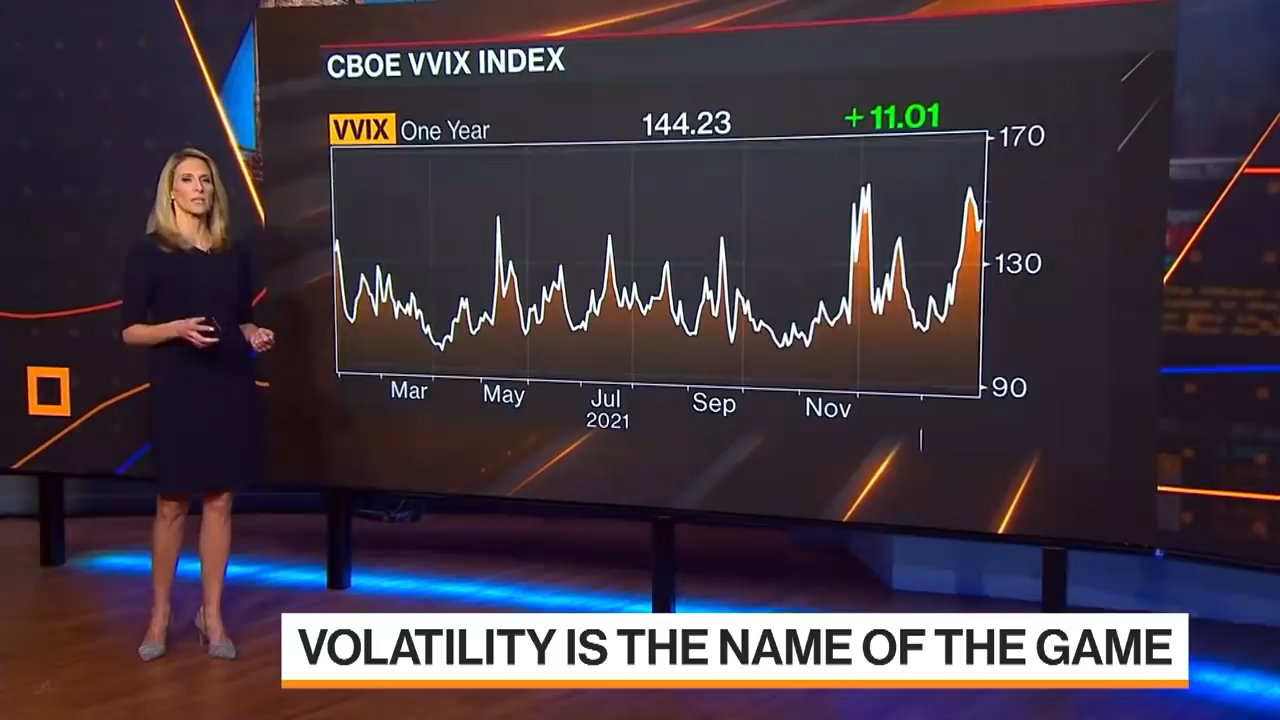 CBOE VVIX INDEX
VVIX One Year 144.23 + 11.01
170
130
90
Mar May Jul Sep Nov
2021
VOLATILITY IS THE NAME OF THE GAME